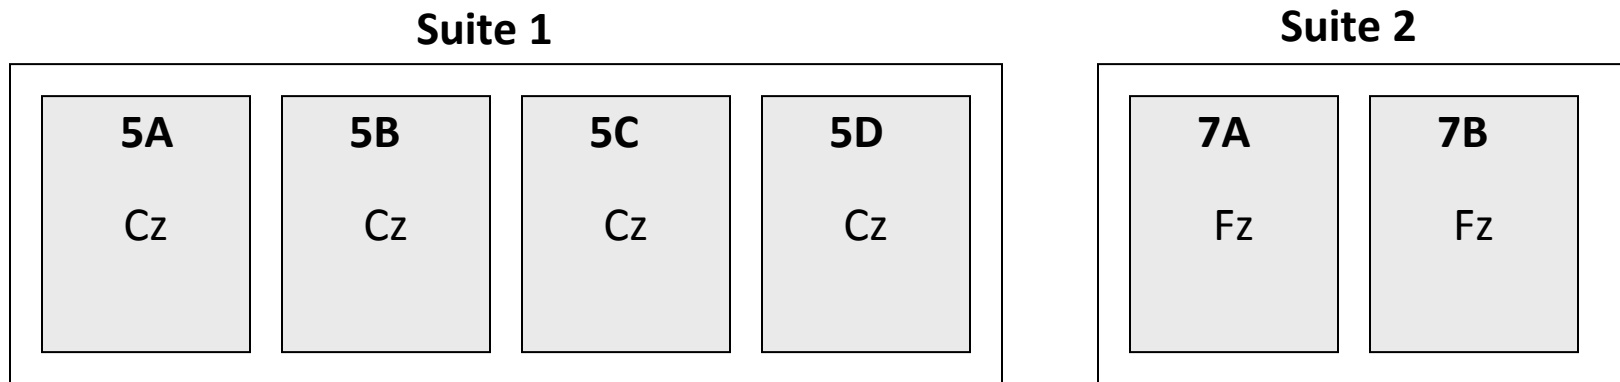 Suite 1
5A 5B 5C 5D
Cz Cz Cz Cz
Suite 2
7A 7B
Fz Fz